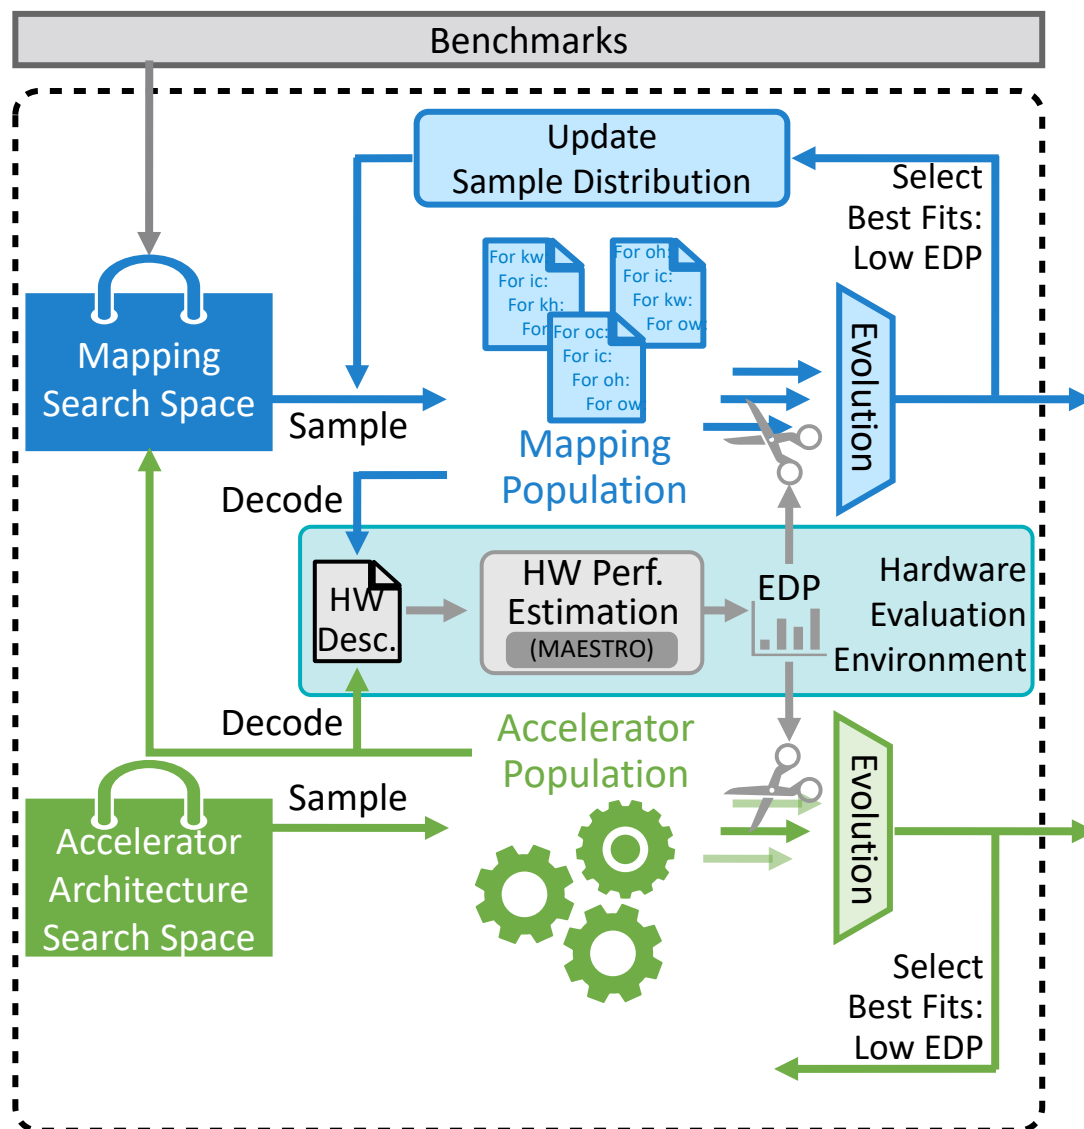 Benchmarks
Update
Sample Distribution
Select
Best Fits:
Low EDP
For kw:
For ic:
For kh:
For
For oh:
For ic:
For kw:
For ow:
For oc:
For ic:
For oh:
For ow:
Mapping
Search Space
Sample
Evolution
Mapping
Population
Decode
HW
Desc.
HW Perf.
Estimation
(MAESTRO)
EDP
Hardware
Evaluation
Environment
Decode
Accelerator
Population
Sample
Evolution
Accelerator
Architecture
Search Space
Select
Best Fits:
Low EDP